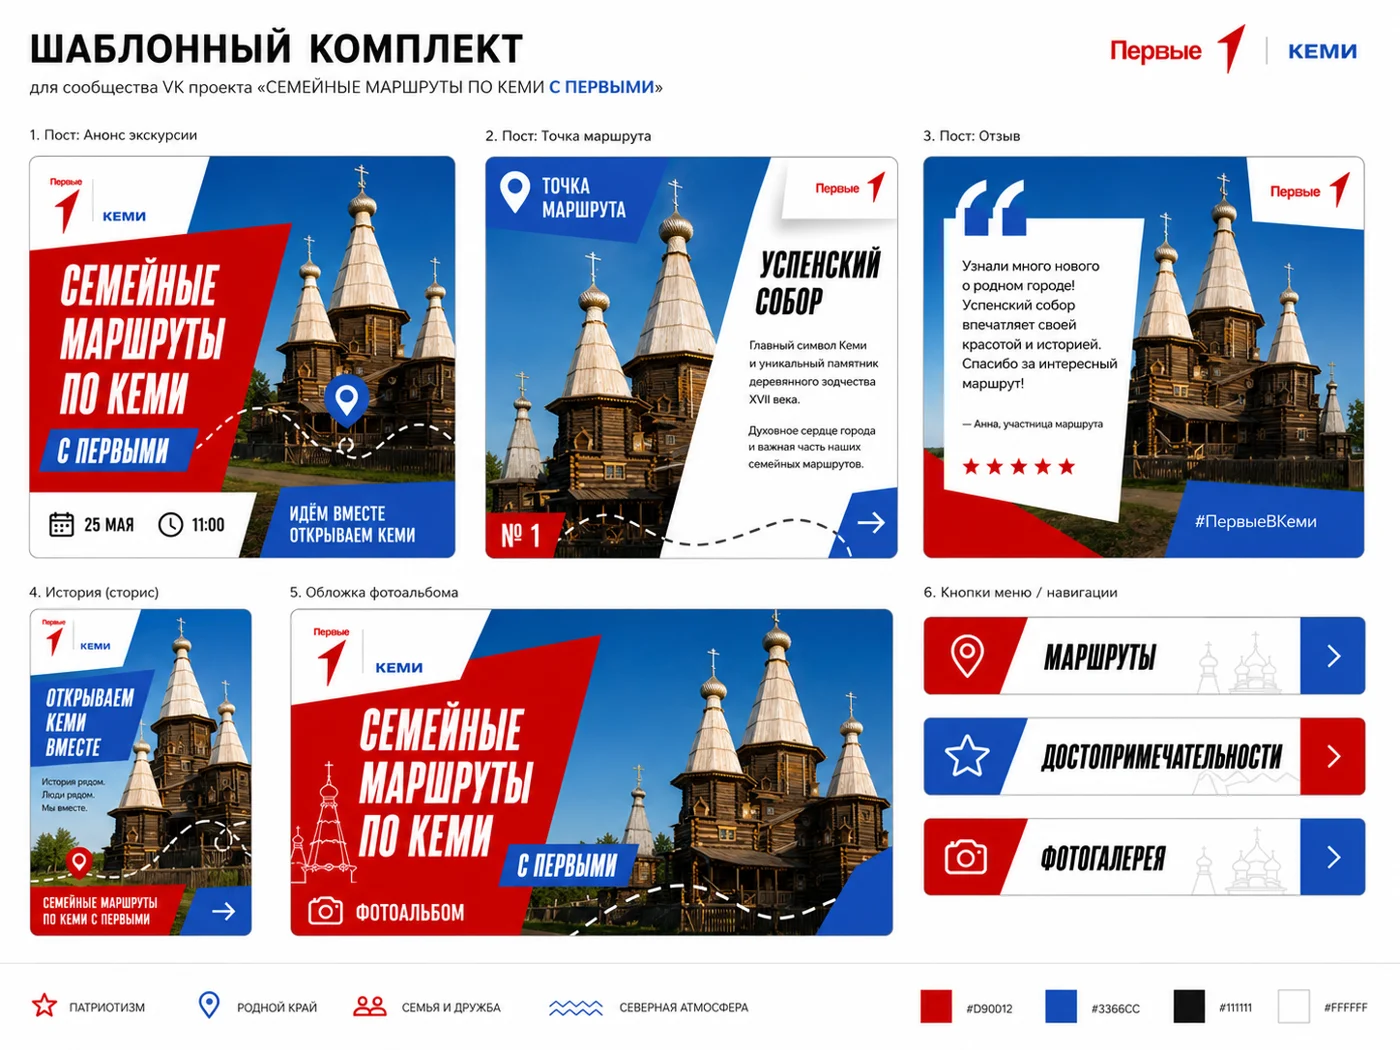 ШАБЛОННЫЙ КОМПЛЕКТ
для сообщества VK проекта «СЕМЕЙНЫЕ МАРШРУТЫ ПО КЕМИ С ПЕРВЫМИ»
Первые
КЕМИ
1. Пост: Анонс экскурсии
Первые
КЕМИ
СЕМЕЙНЫЕ
МАРШРУТЫ
ПО КЕМИ
С ПЕРВЫМИ
25 МАЯ
11:00
ИДЁМ ВМЕСТЕ
ОТКРЫВАЕМ КЕМИ
2. Пост: Точка маршрута
ТОЧКА
МАРШРУТА
Первые
УСПЕНСКИЙ
СОБОР
Главный символ Кеми
и уникальный памятник
деревянного зодчества
XVII века.
Духовное сердце города
и важная часть наших
семейных маршрутов.
№ 1
3. Пост: Отзыв
Первые
Узнали много нового
о родном городе!
Успенский собор
впечатляет своей
красотой и историей.
Спасибо за интересный
маршрут!
— Анна, участница маршрута
#ПервыеВКеми
4. История (сторис)
Первые
КЕМИ
ОТКРЫВАЕМ
КЕМИ
ВМЕСТЕ
История рядом.
Люди рядом.
Мы вместе.
СЕМЕЙНЫЕ МАРШРУТЫ
ПО КЕМИ С ПЕРВЫМИ
5. Обложка фотоальбома
Первые
КЕМИ
СЕМЕЙНЫЕ
МАРШРУТЫ
ПО КЕМИ
С ПЕРВЫМИ
ФОТОАЛЬБОМ
6. Кнопки меню / навигации
МАРШРУТЫ
ДОСТОПРИМЕЧАТЕЛЬНОСТИ
ФОТОГАЛЕРЕЯ
ПАТРИОТИЗМ
РОДНОЙ КРАЙ
СЕМЬЯ И ДРУЖБА
СЕВЕРНАЯ АТМОСФЕРА
#D90012
#3366CC
#111111
#FFFFFF